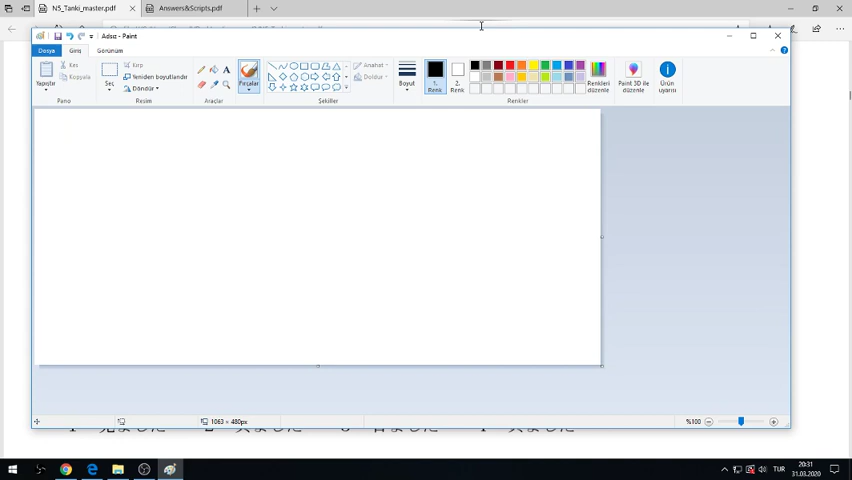 N5_Tanki_master.pdf
Answers&Scripts.pdf
Adsız - Paint
Dosya
Giriş
Görünüm
Yapıştır
Kes
Kopyala
Pano
Seç
Kırp
Yeniden boyutlandır
Döndür
Resim
Araçlar
Fırçalar
Şekiller
Anahat
Doldur
Boyut
1.
Renk
2.
Renk
Renkleri
düzenle
Renkler
Paint 3D ile
düzenle
Ürün
uyarısı
1063 × 480px
%100
TUR
20:31
31.03.2020